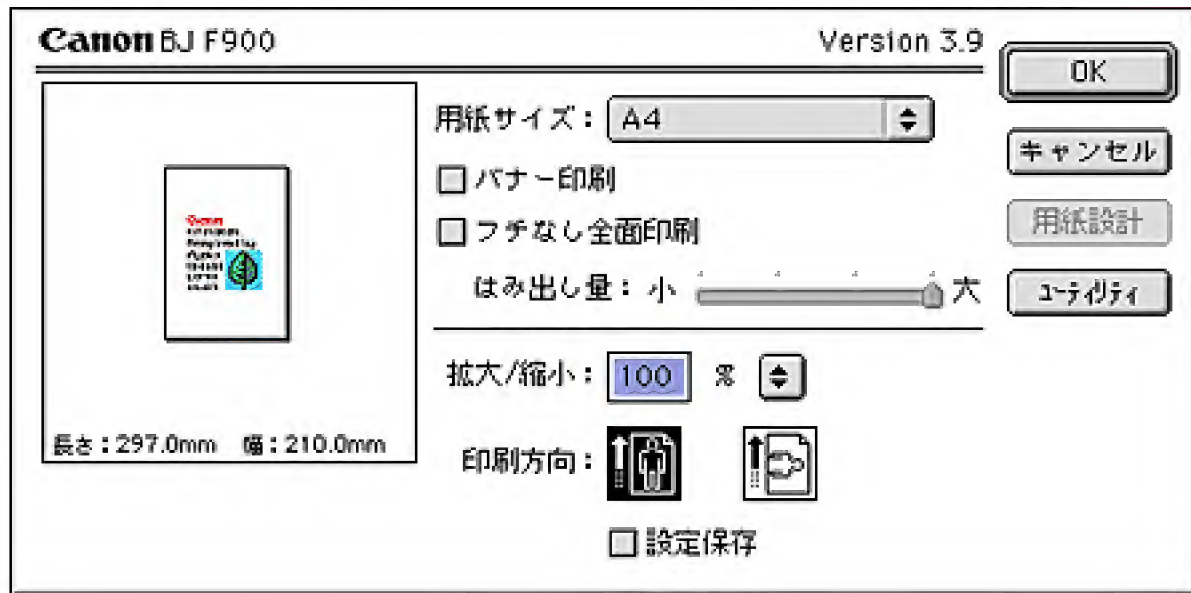 Canon BJ F900
Version 3.9
OK
用紙サイズ: A4
キャンセル
バナー印刷
用紙設計
フチなし全面印刷
はみ出し量: 小 大
ユーティリティ
拡大/縮小: 100 %
長さ:297.0mm 幅:210.0mm
印刷方向:
設定保存
Canon